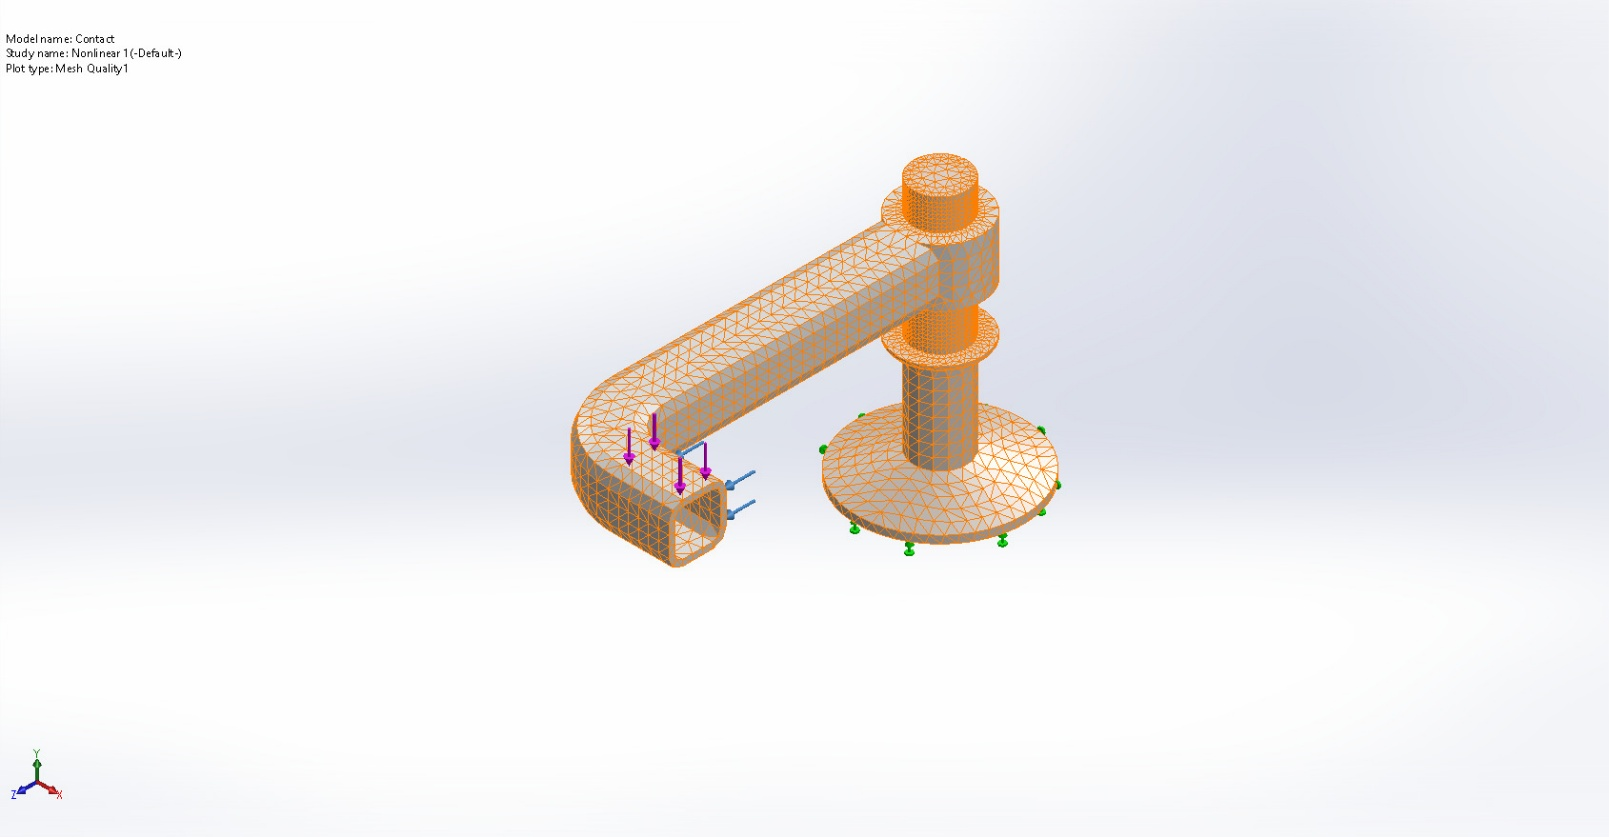 Model name: Contact
Study name: Nonlinear 1(-Default-)
Plot type: Mesh Quality1
Y
Z
X